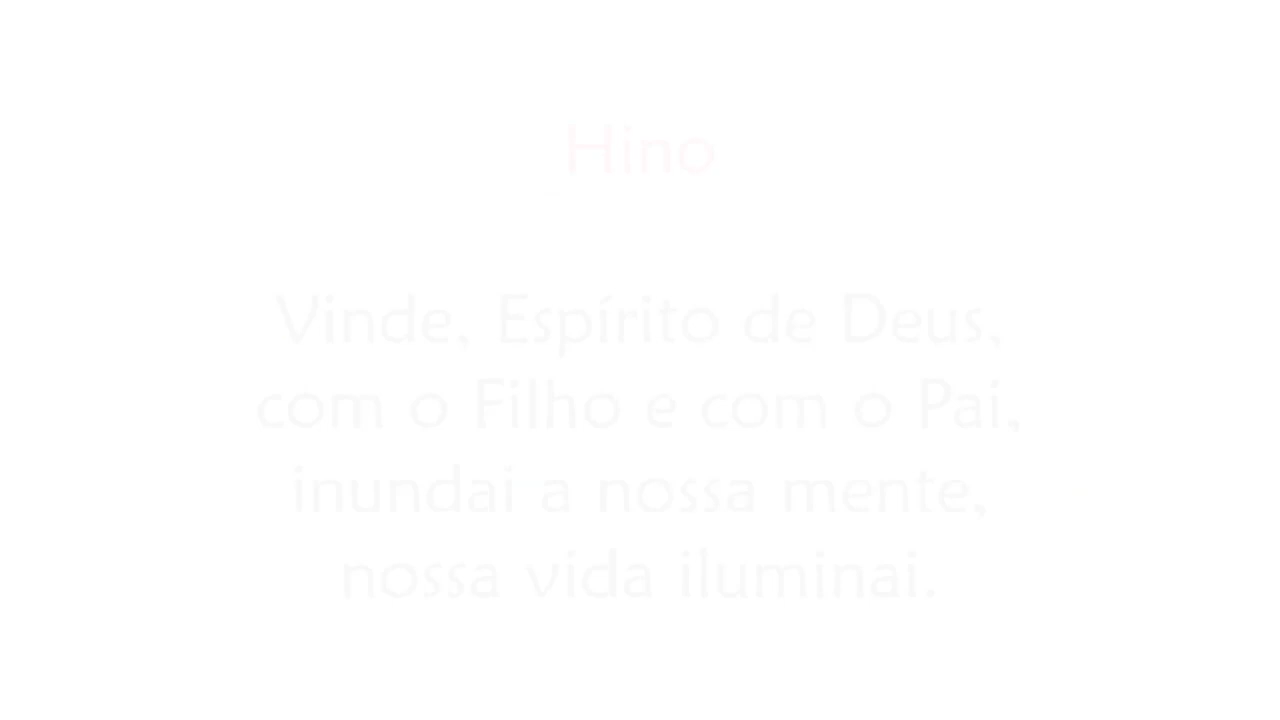 Hino
Vinde, Espírito de Deus,
com o Filho e com o Pai,
inundai a nossa mente,
nossa vida iluminai.